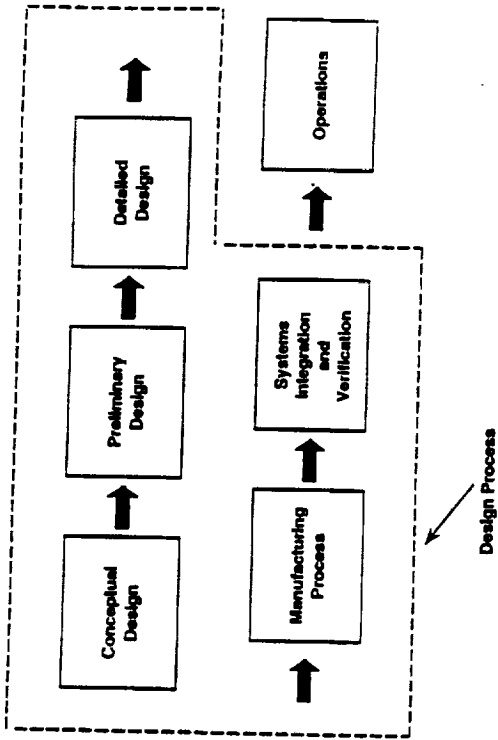 Conceptual
Design
Preliminary
Design
Detailed
Design
Manufacturing
Process
Systems
Integration
and
Verification
Operations
Design Process